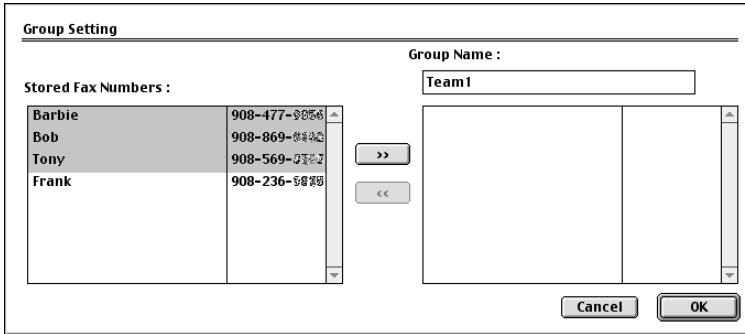 Group Setting
Group Name :
Team1
Stored Fax Numbers :
Barbie 908-477-
Bob 908-869-
Tony 908-569-
Frank 908-236-
>>
<<
Cancel OK